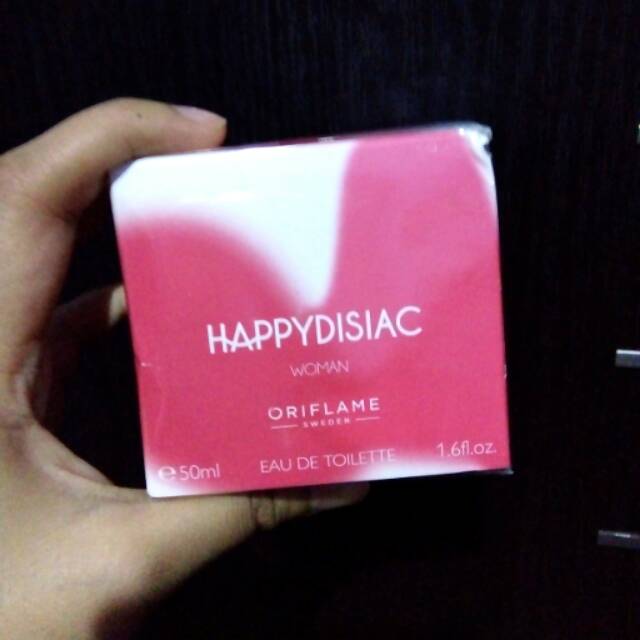 HAPPYDISIAC
WOMAN
ORIFLAME
SWEDEN
℮50ml EAU DE TOILETTE 1.6fl.oz.